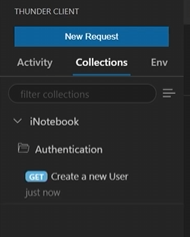 THUNDER CLIENT
New Request
Activity Collections Env
filter collections
iNotebook
Authentication
GET Create a new User
just now